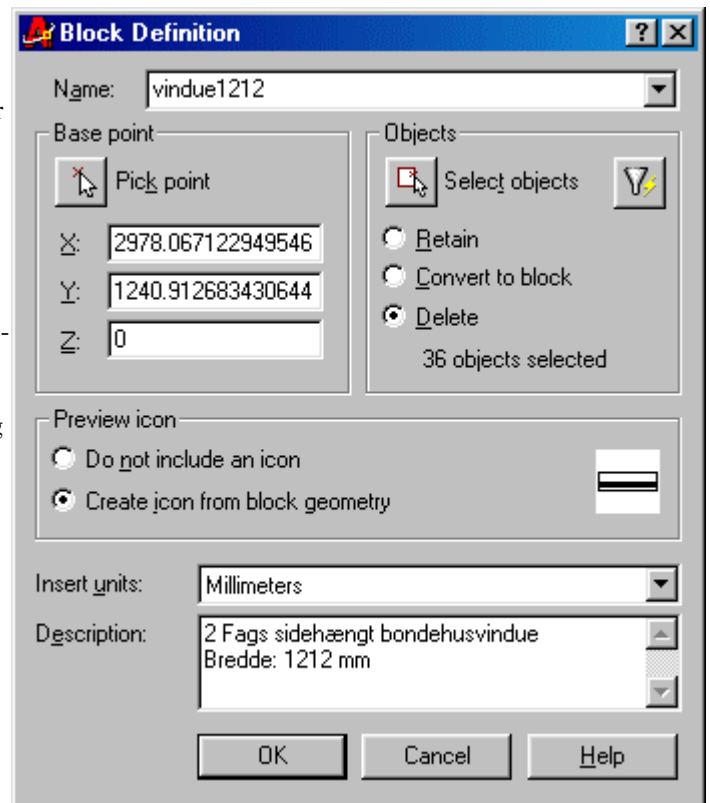 Block Definition
Name: vindue1212
Base point
Pick point
X: 2978.067122949546
Y: 1240.912683430644
Z: 0
Objects
Select objects
Retain
Convert to block
Delete
36 objects selected
Preview icon
Do not include an icon
Create icon from block geometry
Insert units: Millimeters
Description: 2 Fags sidehængt bondehusvindue
Bredde: 1212 mm
OK Cancel Help